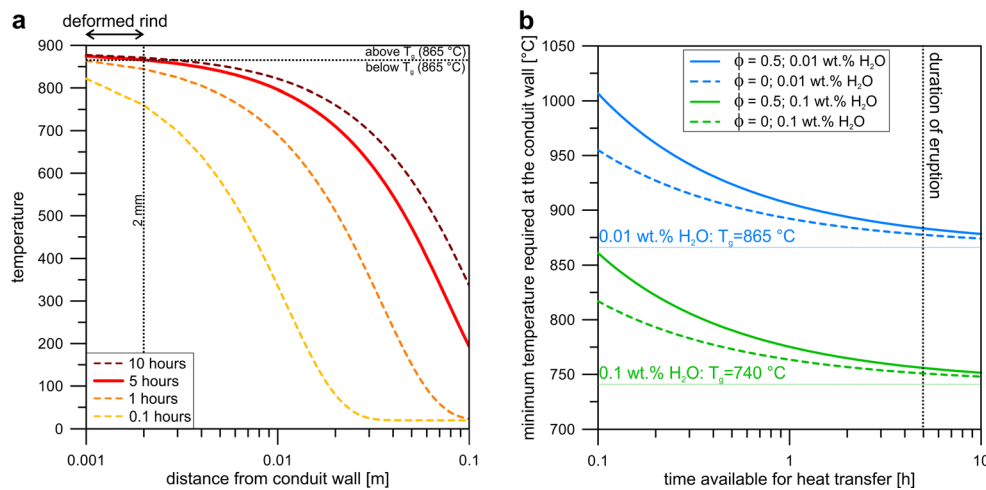 a
deformed rind
above Tg (865 °C)
below Tg (865 °C)
900
800
700
600
500
400
300
200
100
0
temperature
2 mm
10 hours
5 hours
1 hours
0.1 hours
0.001
0.01
0.1
distance from conduit wall [m]
b
1050
1000
950
900
850
800
750
700
minimum temperature required at the conduit wall [°C]
ϕ = 0.5; 0.01 wt.% H₂O
ϕ = 0; 0.01 wt.% H₂O
ϕ = 0.5; 0.1 wt.% H₂O
ϕ = 0; 0.1 wt.% H₂O
duration of eruption
0.01 wt.% H₂O: Tg=865 °C
0.1 wt.% H₂O: Tg=740 °C
0.1
1
10
time available for heat transfer [h]